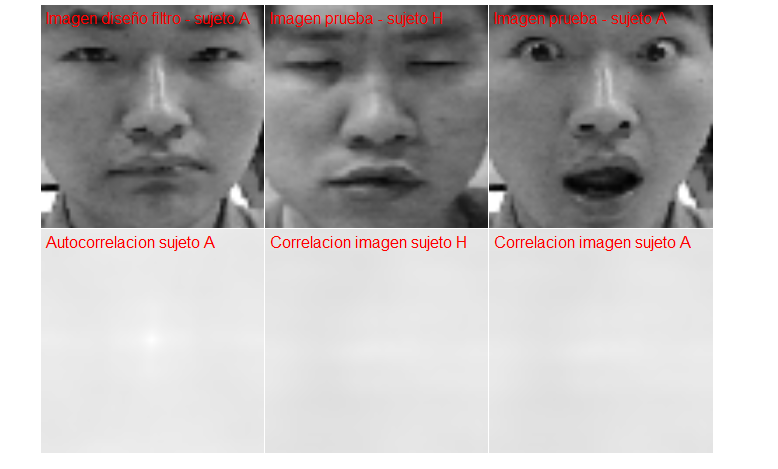 Imagen diseño filtro - sujeto A
Imagen prueba - sujeto H
Imagen prueba - sujeto A
Autocorrelacion sujeto A
Correlacion imagen sujeto H
Correlacion imagen sujeto A